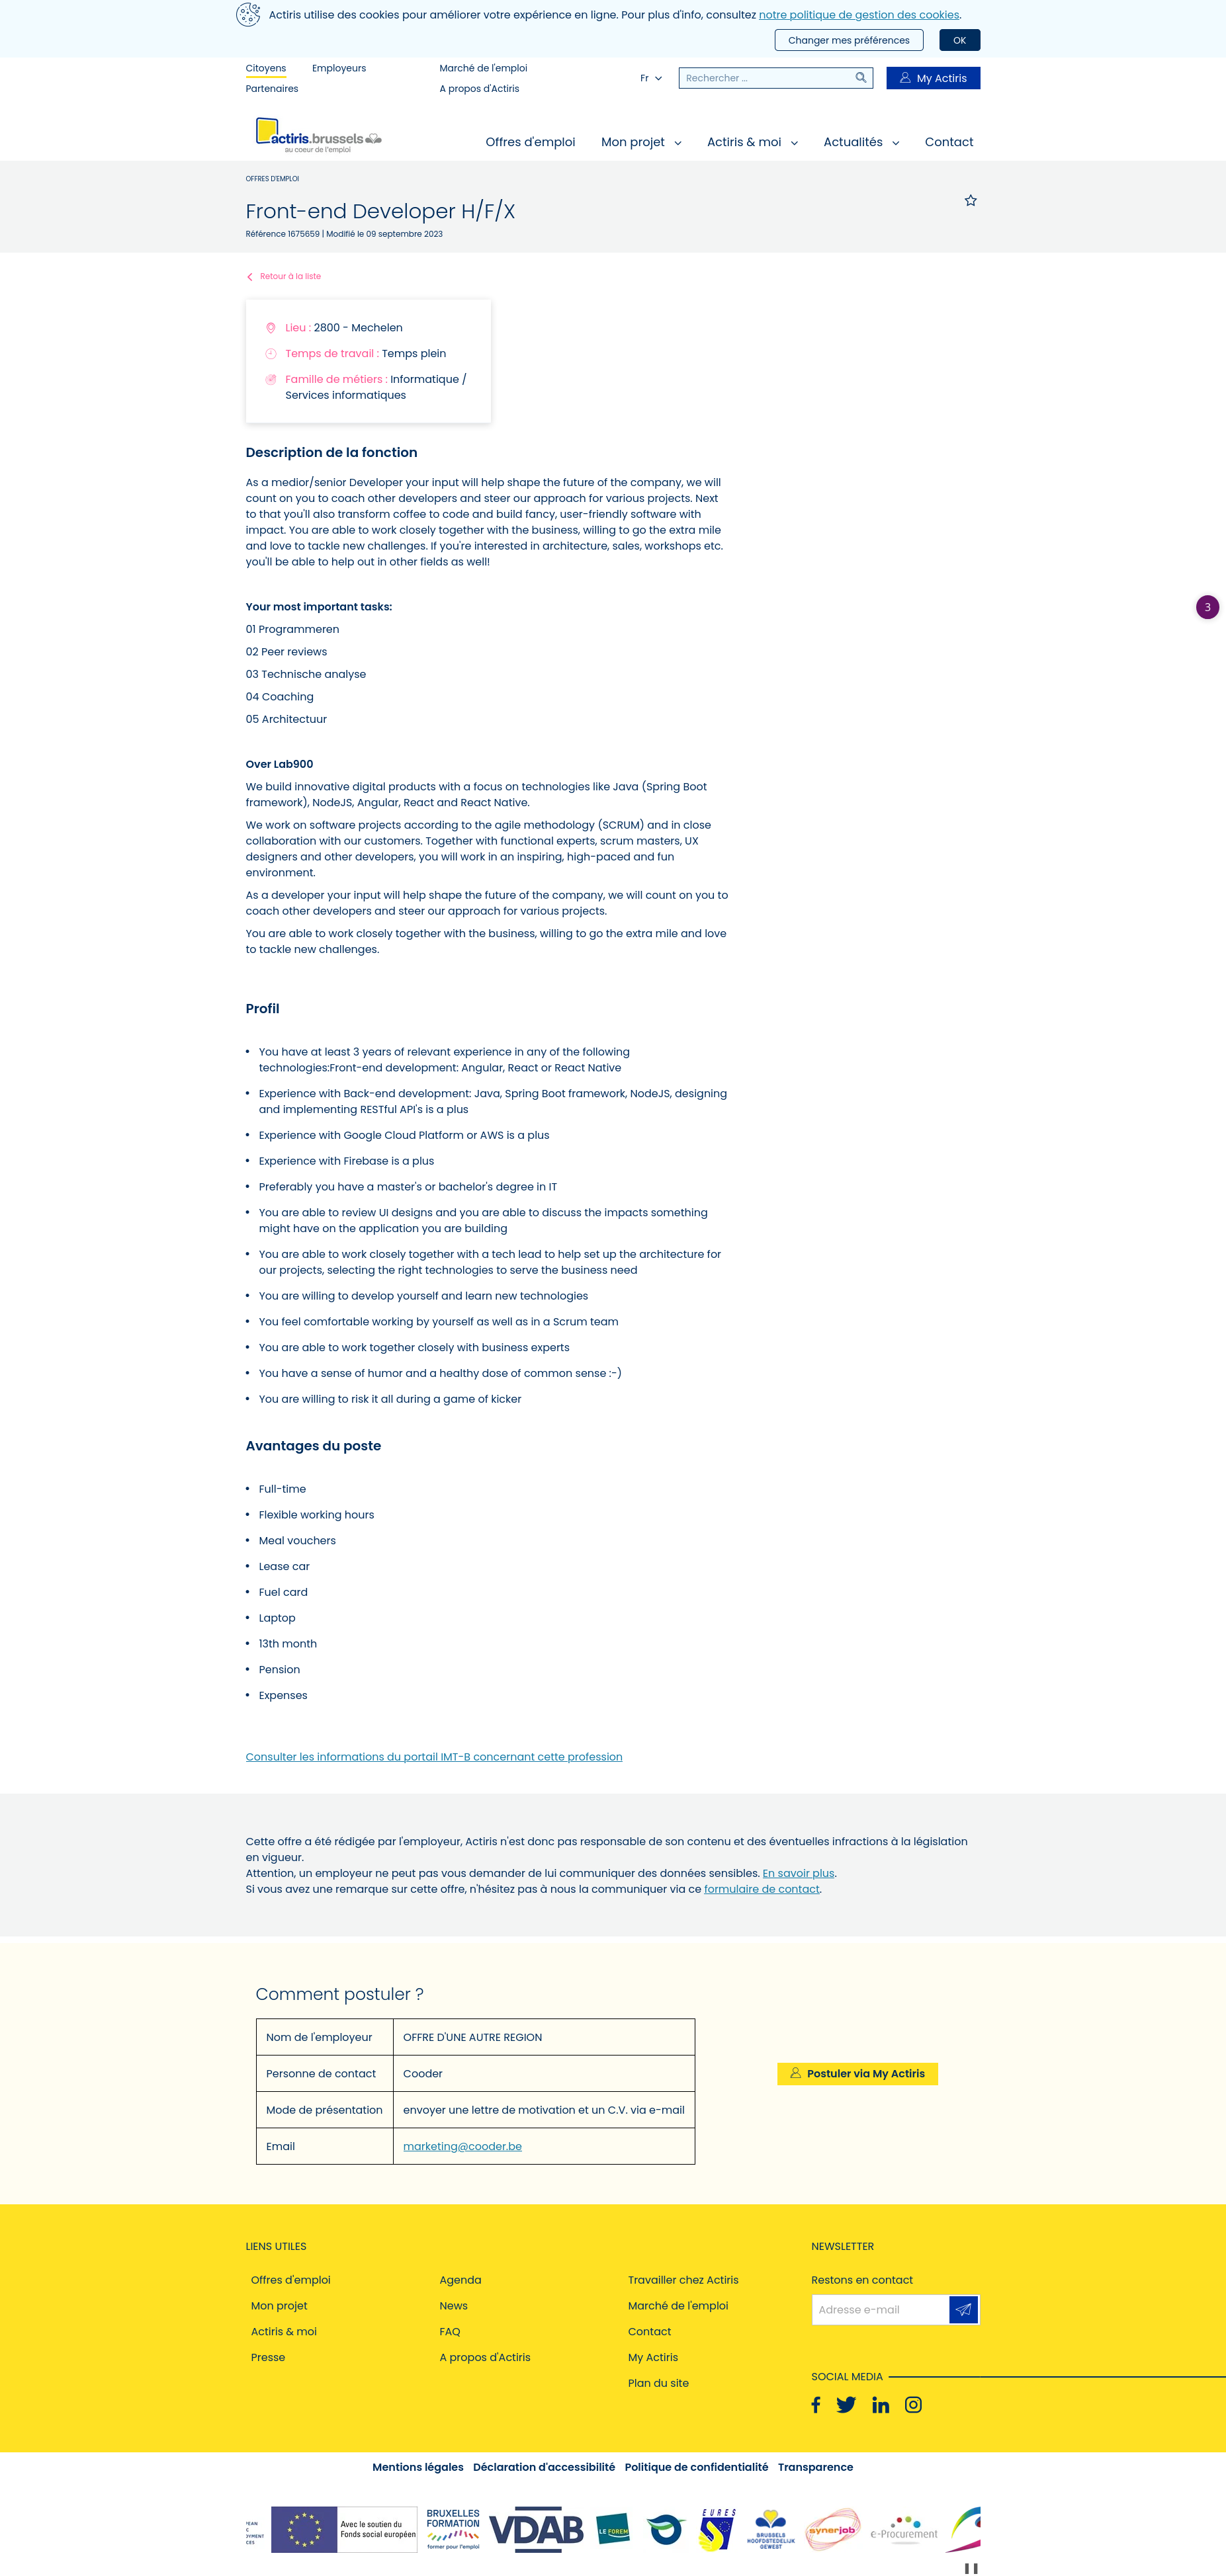 Actiris utilise des cookies pour améliorer votre expérience en ligne. Pour plus d'info, consultez notre politique de gestion des cookies.
Changer mes préférences
OK
Citoyens
Employeurs
Marché de l'emploi
Partenaires
A propos d'Actiris
Fr
Rechercher ...
My Actiris
actiris.brussels
au coeur de l'emploi
Offres d'emploi
Mon projet
Actiris & moi
Actualités
Contact
OFFRES D'EMPLOI
Front-end Developer H/F/X
Référence 1675659 | Modifié le 09 septembre 2023
Retour à la liste
Lieu : 2800 - Mechelen
Temps de travail : Temps plein
Famille de métiers : Informatique /
Services informatiques
Description de la fonction
As a medior/senior Developer your input will help shape the future of the company, we will
count on you to coach other developers and steer our approach for various projects. Next
to that you'll also transform coffee to code and build fancy, user-friendly software with
impact. You are able to work closely together with the business, willing to go the extra mile
and love to tackle new challenges. If you're interested in architecture, sales, workshops etc.
you'll be able to help out in other fields as well!
Your most important tasks:
3
01 Programmeren
02 Peer reviews
03 Technische analyse
04 Coaching
05 Architectuur
Over Lab900
We build innovative digital products with a focus on technologies like Java (Spring Boot
framework), NodeJS, Angular, React and React Native.
We work on software projects according to the agile methodology (SCRUM) and in close
collaboration with our customers. Together with functional experts, scrum masters, UX
designers and other developers, you will work in an inspiring, high-paced and fun
environment.
As a developer your input will help shape the future of the company, we will count on you to
coach other developers and steer our approach for various projects.
You are able to work closely together with the business, willing to go the extra mile and love
to tackle new challenges.
Profil
• You have at least 3 years of relevant experience in any of the following
technologies:Front-end development: Angular, React or React Native
• Experience with Back-end development: Java, Spring Boot framework, NodeJS, designing
and implementing RESTful API's is a plus
• Experience with Google Cloud Platform or AWS is a plus
• Experience with Firebase is a plus
• Preferably you have a master's or bachelor's degree in IT
• You are able to review UI designs and you are able to discuss the impacts something
might have on the application you are building
• You are able to work closely together with a tech lead to help set up the architecture for
our projects, selecting the right technologies to serve the business need
• You are willing to develop yourself and learn new technologies
• You feel comfortable working by yourself as well as in a Scrum team
• You are able to work together closely with business experts
• You have a sense of humor and a healthy dose of common sense :-)
• You are willing to risk it all during a game of kicker
Avantages du poste
• Full-time
• Flexible working hours
• Meal vouchers
• Lease car
• Fuel card
• Laptop
• 13th month
• Pension
• Expenses
Consulter les informations du portail IMT-B concernant cette profession
Cette offre a été rédigée par l'employeur, Actiris n'est donc pas responsable de son contenu et des éventuelles infractions à la législation
en vigueur.
Attention, un employeur ne peut pas vous demander de lui communiquer des données sensibles. En savoir plus.
Si vous avez une remarque sur cette offre, n'hésitez pas à nous la communiquer via ce formulaire de contact.
Comment postuler ?
Nom de l'employeur
OFFRE D'UNE AUTRE REGION
Personne de contact
Cooder
Mode de présentation
envoyer une lettre de motivation et un C.V. via e-mail
Email
marketing@cooder.be
Postuler via My Actiris
LIENS UTILES
Offres d'emploi
Mon projet
Actiris & moi
Presse
Agenda
News
FAQ
A propos d'Actiris
Travailler chez Actiris
Marché de l'emploi
Contact
My Actiris
Plan du site
NEWSLETTER
Restons en contact
Adresse e-mail
SOCIAL MEDIA
Mentions légales
Déclaration d'accessibilité
Politique de confidentialité
Transparence
Avec le soutien du
Fonds social européen
BRUXELLES
FORMATION
former pour l'emploi
VDAB
LE FOREM
EURES
BRUSSELS
HOOFDSTEDELIJK
GEWEST
synerjob
e-Procurement